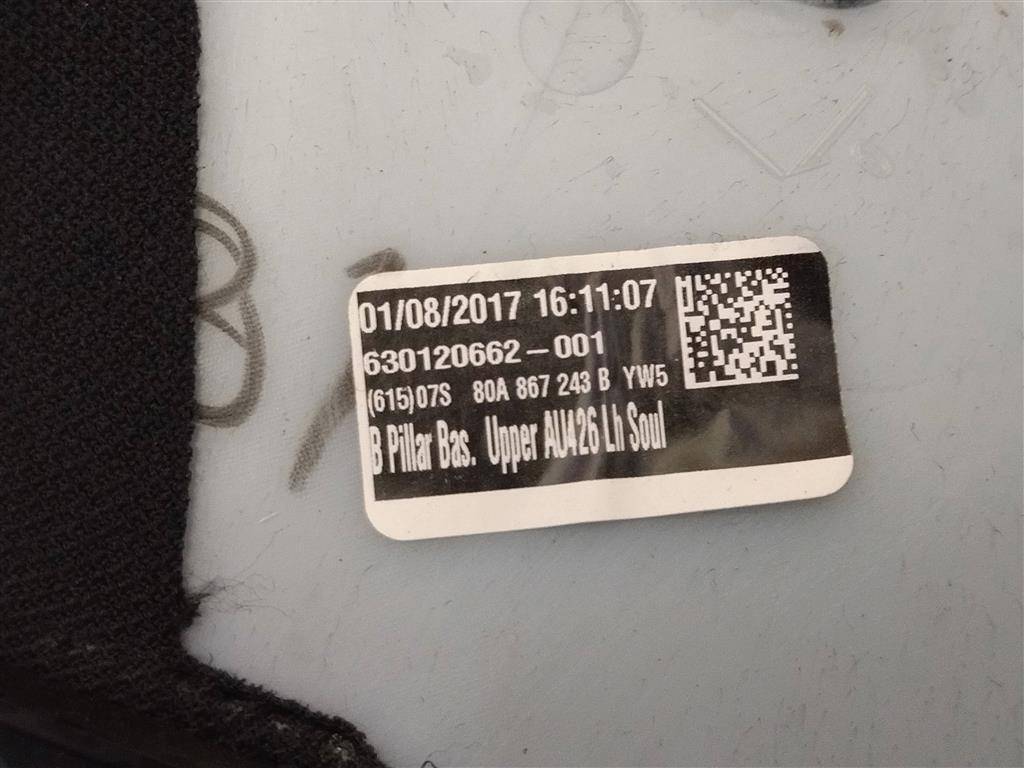 01/08/2017 16:11:07
630120662-001
(615)07S 80A 867 243 B YW5
B Pillar Bas. Upper AU426 Lh Soul